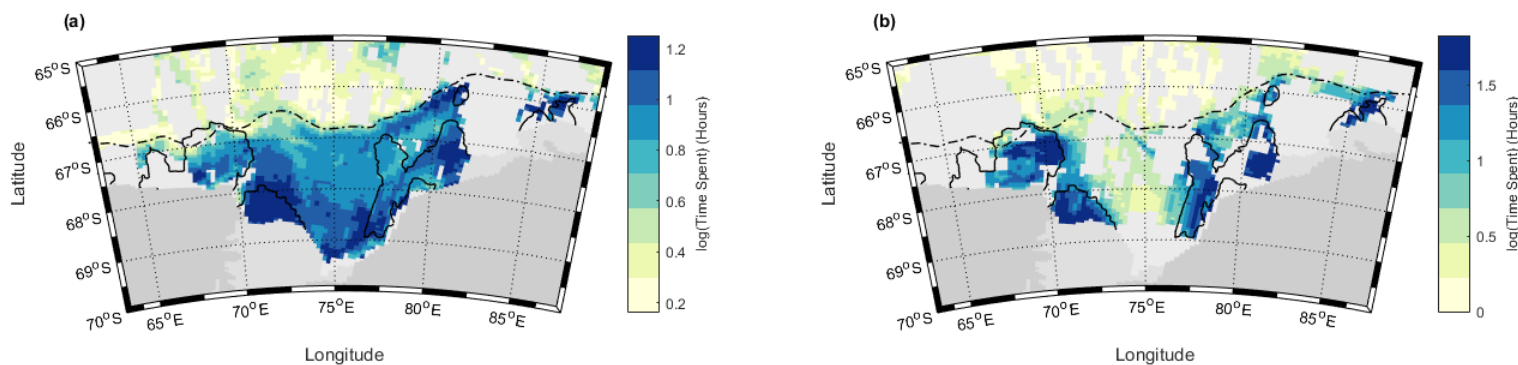 (a)
65°S
66°S
67°S
68°S
69°S
70°S
65°E
70°E
75°E
80°E
85°E
Latitude
Longitude
1.2
1
0.8
0.6
0.4
0.2
log(Time Spent) (Hours)
(b)
65°S
66°S
67°S
68°S
69°S
70°S
65°E
70°E
75°E
80°E
85°E
Latitude
Longitude
1.5
1
0.5
0
log(Time Spent) (Hours)